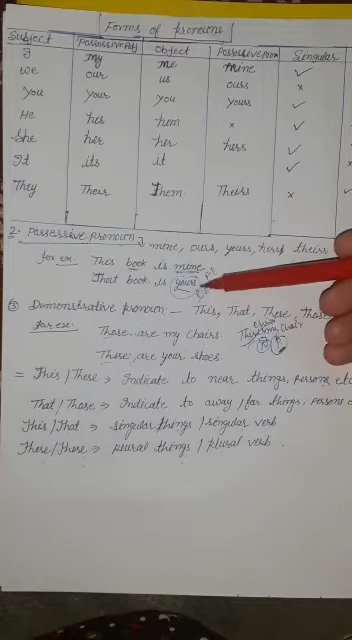 Forms of pronouns
Subject Possessive Adj Object Possessive Pron Singular
I my me mine ✓
We our us ours x
You your you yours ✓
He his him x ✓
She her her hers ✓
It its it ✓
They Their Them Theirs x
2. Possessive pronoun → mine, ours, yours, hers, theirs
for ex. This book is mine
That book is yours
③ Demonstrative pronoun - This, That, These, Those
for ex: Those are my chairs. This is my chair
These are your shoes.
= This/These ⇒ Indicate to near things, persons, etc
That/Those ⇒ Indicate to away/far things, persons
This/That ⇒ singular things/singular verb
These/Those ⇒ plural things/plural verb.